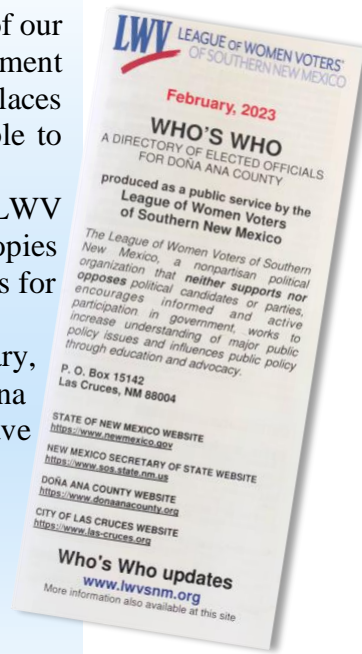 of our
ment
laces
ole to
LWV
opies
s for
ary,
na
ave
LWV LEAGUE OF WOMEN VOTERS®
OF SOUTHERN NEW MEXICO
February, 2023
WHO'S WHO
A DIRECTORY OF ELECTED OFFICIALS
FOR DOÑA ANA COUNTY
produced as a public service by the
League of Women Voters
of Southern New Mexico
The League of Women Voters of Southern
New Mexico, a nonpartisan political
organization that neither supports nor
opposes political candidates or parties,
encourages informed and active
participation in government, works to
increase understanding of major public
policy issues and influences public policy
through education and advocacy.
P. O. Box 15142
Las Cruces, NM 88004
STATE OF NEW MEXICO WEBSITE
https://www.newmexico.gov
NEW MEXICO SECRETARY OF STATE WEBSITE
https://www.sos.state.nm.us
DOÑA ANA COUNTY WEBSITE
https://www.donaanacounty.org
CITY OF LAS CRUCES WEBSITE
https://www.las-cruces.org
Who's Who updates
www.lwvsnm.org
More information also available at this site